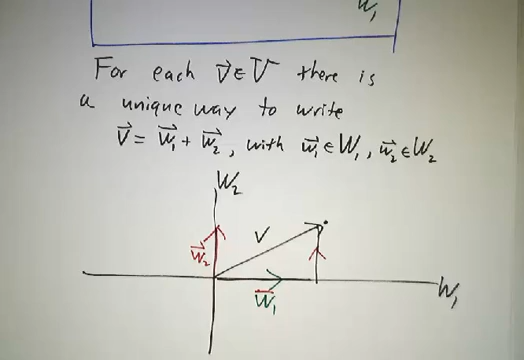 W₁
For each v⃗ ∈ V there is
a unique way to write
v⃗ = w⃗₁ + w⃗₂, with w⃗₁ ∈ W₁, w⃗₂ ∈ W₂
W₂
V
w⃗₂
w⃗₁
W₁